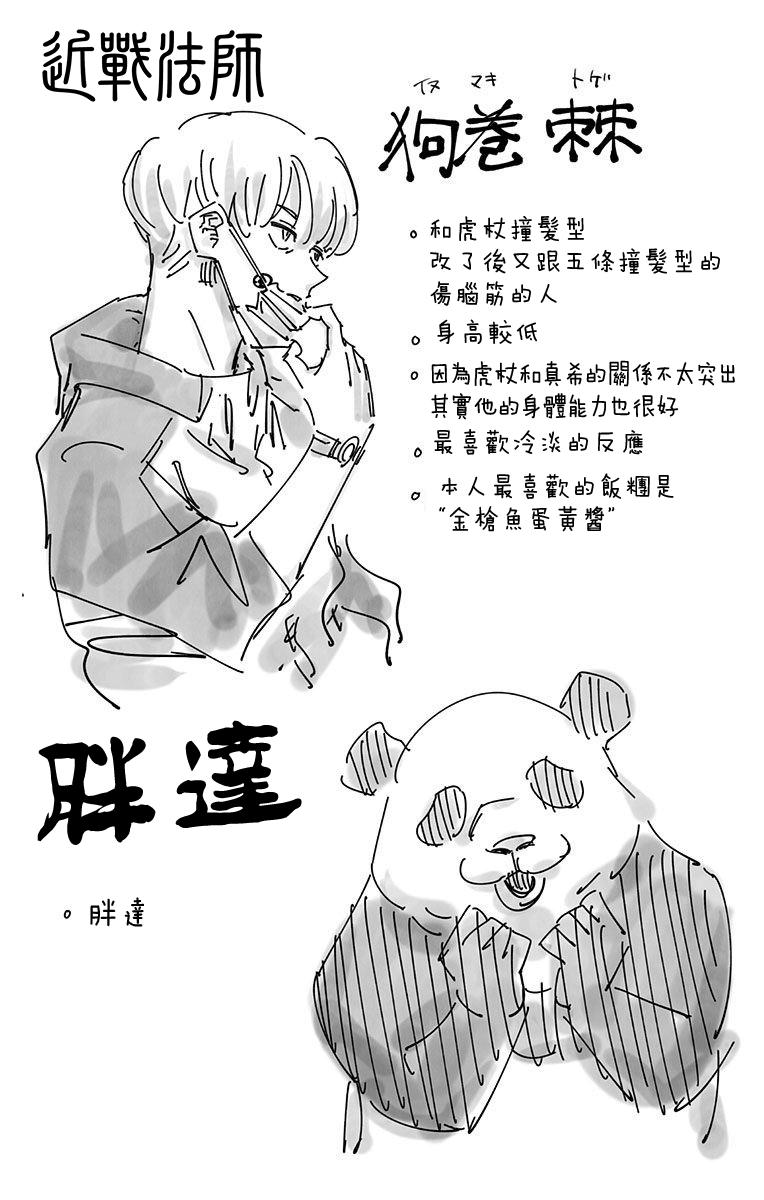 近戰法師
イヌ マキ トゲ
狗巻 棘
。和虎杖撞髮型
改了後又跟五條撞髮型的
傷腦筋的人
。身高較低
。因為虎杖和真希的關係不太突出
其實他的身體能力也很好
。最喜歡冷淡的反應
。本人最喜歡的飯糰是
“金槍魚蛋黃醬”
胖達
。胖達